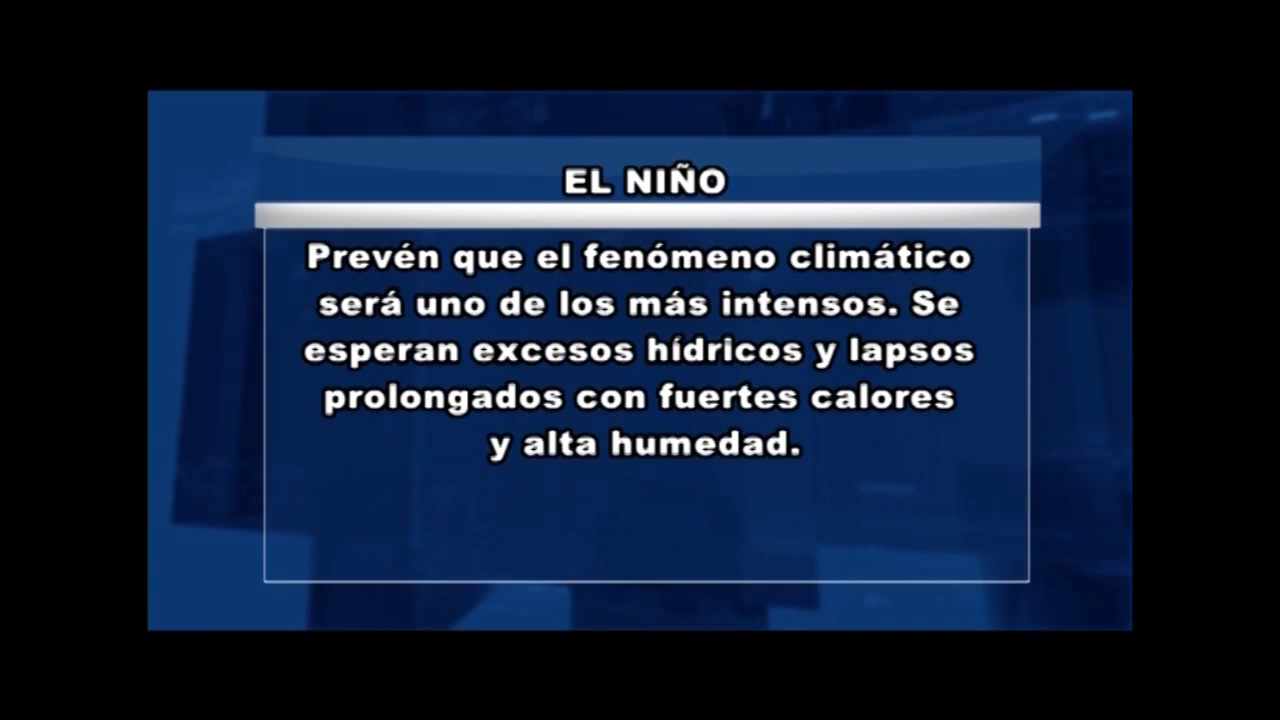 EL NIÑO
Prevén que el fenómeno climático
será uno de los más intensos. Se
esperan excesos hídricos y lapsos
prolongados con fuertes calores
y alta humedad.